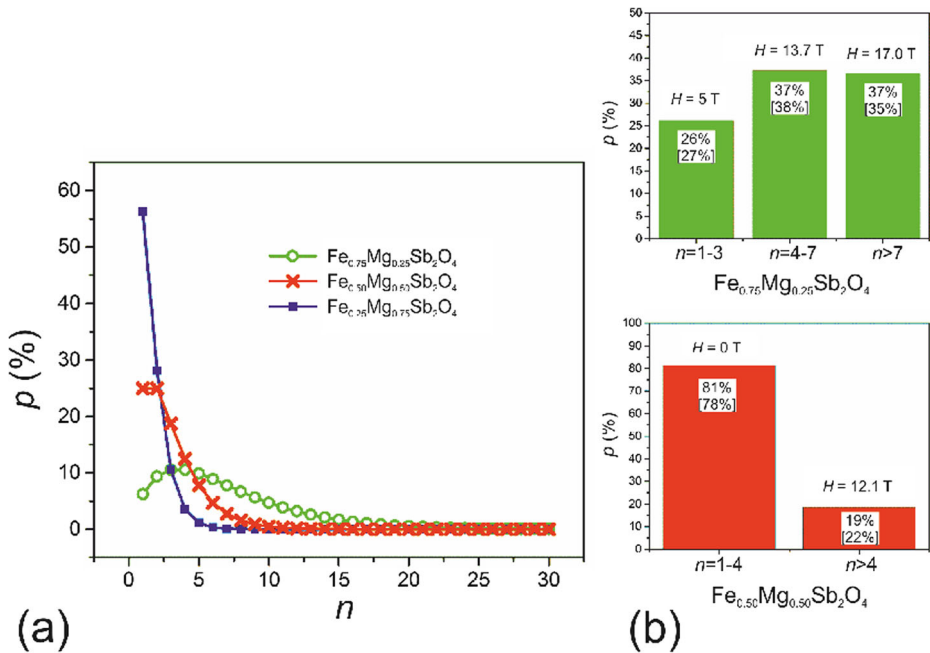 60
50
40
30
20
10
0
p (%)
0 5 10 15 20 25 30
n
Fe₀.₇₅Mg₀.₂₅Sb₂O₄
Fe₀.₅₀Mg₀.₅₀Sb₂O₄
Fe₀.₂₅Mg₀.₇₅Sb₂O₄
(a)
50
45
40
35
30
25
20
15
10
5
0
p (%)
H = 5 T
H = 13.7 T
H = 17.0 T
26%
[27%]
37%
[38%]
37%
[35%]
n=1-3 n=4-7 n>7
Fe₀.₇₅Mg₀.₂₅Sb₂O₄
100
90
80
70
60
50
40
30
20
10
0
p (%)
H = 0 T
81%
[78%]
H = 12.1 T
19%
[22%]
n=1-4 n>4
Fe₀.₅₀Mg₀.₅₀Sb₂O₄
(b)